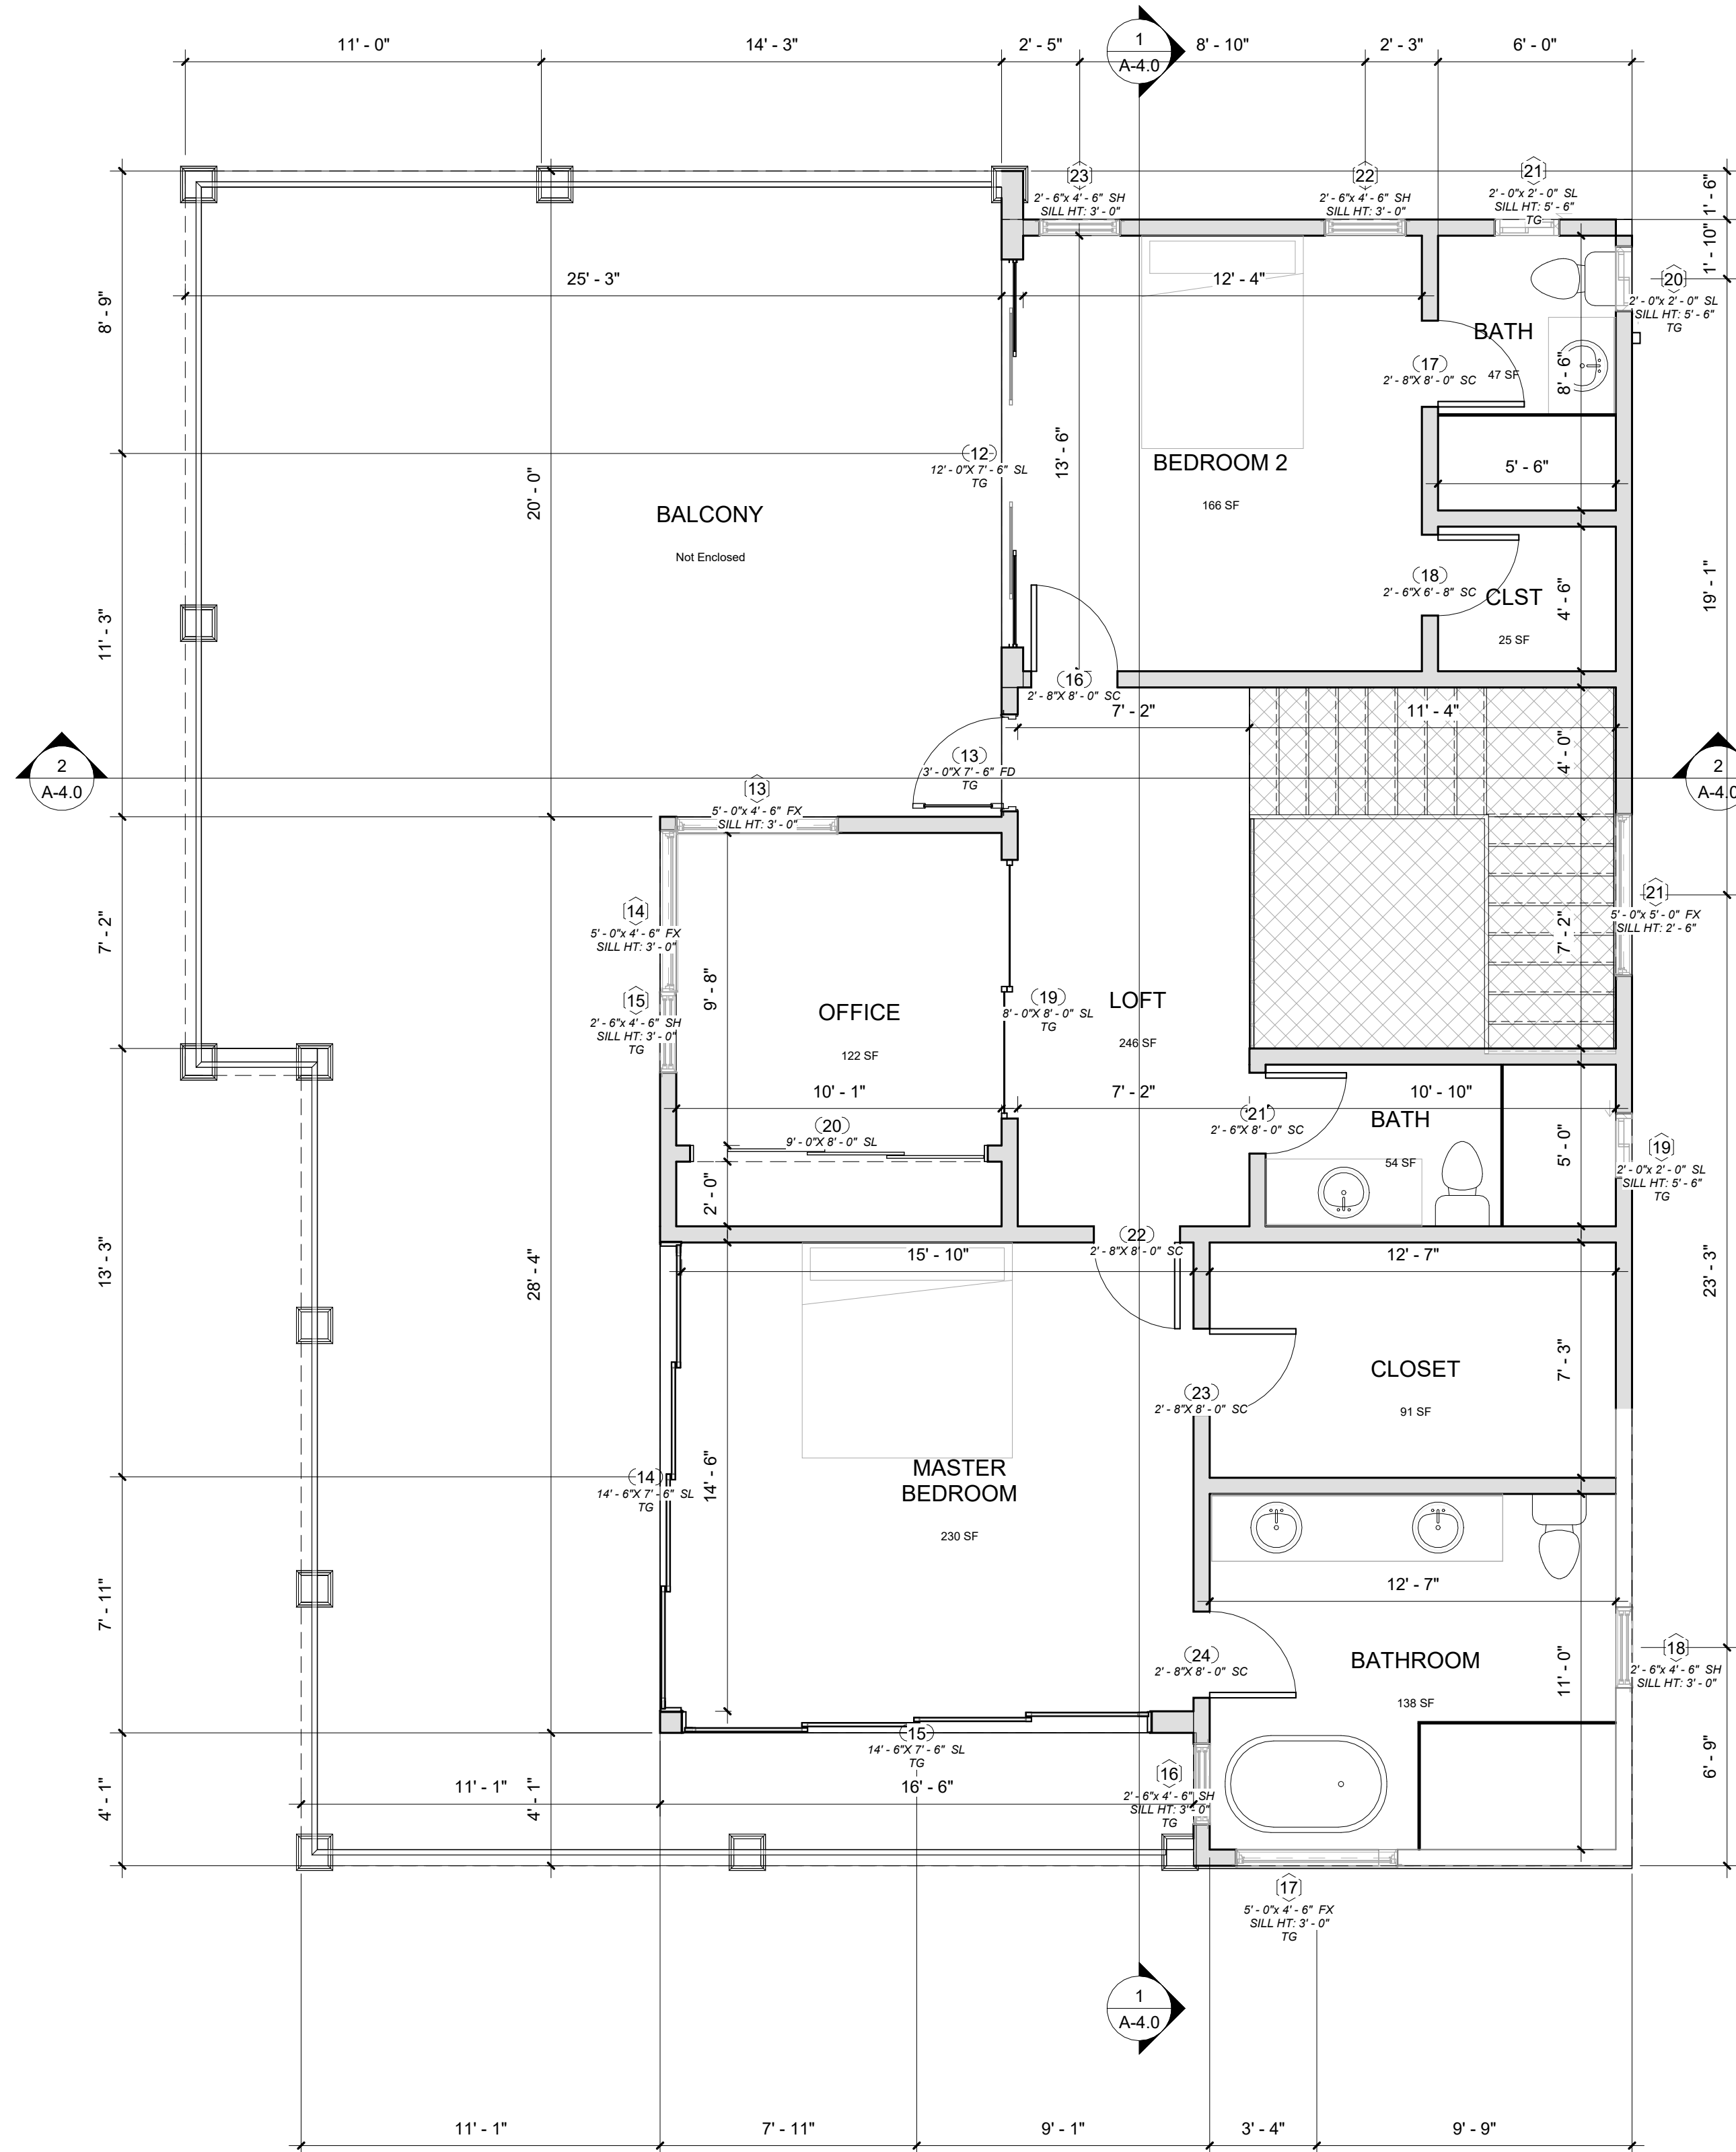 11' - 0"
14' - 3"
2' - 5"
1
A-4.0
8' - 10"
2' - 3"
6' - 0"
23
2' - 6"x 4' - 6" SH
SILL HT: 3' - 0"
22
2' - 6"x 4' - 6" SH
SILL HT: 3' - 0"
21
2' - 0"x 2' - 0" SL
SILL HT: 5' - 6"
TG
1' - 6"
1' - 10"
20
2' - 0"x 2' - 0" SL
SILL HT: 5' - 6"
TG
8' - 9"
25' - 3"
12' - 4"
BATH
47 SF
8' - 6"
17
2' - 8"X 8' - 0" SC
20' - 0"
12
12' - 0"X 7' - 6" SL
TG
13' - 6"
BEDROOM 2
166 SF
5' - 6"
BALCONY
Not Enclosed
18
2' - 6"X 6' - 8" SC
CLST
25 SF
4' - 6"
19' - 1"
11' - 3"
16
2' - 8"X 8' - 0" SC
7' - 2"
11' - 4"
4' - 0"
2
A-4.0
13
3' - 0"X 7' - 6" FD
TG
2
A-4.0
13
5' - 0"x 4' - 6" FX
SILL HT: 3' - 0"
14
5' - 0"x 4' - 6" FX
SILL HT: 3' - 0"
7' - 2"
7' - 2"
21
5' - 0"x 5' - 0" FX
SILL HT: 2' - 6"
9' - 8"
15
2' - 6"x 4' - 6" SH
SILL HT: 3' - 0"
TG
OFFICE
122 SF
19
8' - 0"X 8' - 0" SL
TG
LOFT
246 SF
10' - 1"
7' - 2"
10' - 10"
20
9' - 0"X 8' - 0" SL
21
2' - 6"X 8' - 0" SC
BATH
54 SF
5' - 0"
19
2' - 0"x 2' - 0" SL
SILL HT: 5' - 6"
TG
2' - 0"
22
2' - 8"X 8' - 0" SC
13' - 3"
28' - 4"
15' - 10"
12' - 7"
23' - 3"
CLOSET
91 SF
7' - 3"
23
2' - 8"X 8' - 0" SC
14
14' - 6"X 7' - 6" SL
TG
14' - 6"
MASTER
BEDROOM
230 SF
7' - 11"
12' - 7"
24
2' - 8"X 8' - 0" SC
BATHROOM
138 SF
11' - 0"
18
2' - 6"x 4' - 6" SH
SILL HT: 3' - 0"
15
14' - 6"X 7' - 6" SL
TG
4' - 1"
11' - 1"
4' - 1"
16' - 6"
16
2' - 6"x 4' - 6" SH
SILL HT: 3' - 0"
TG
6' - 9"
17
5' - 0"x 4' - 6" FX
SILL HT: 3' - 0"
TG
1
A-4.0
11' - 1"
7' - 11"
9' - 1"
3' - 4"
9' - 9"